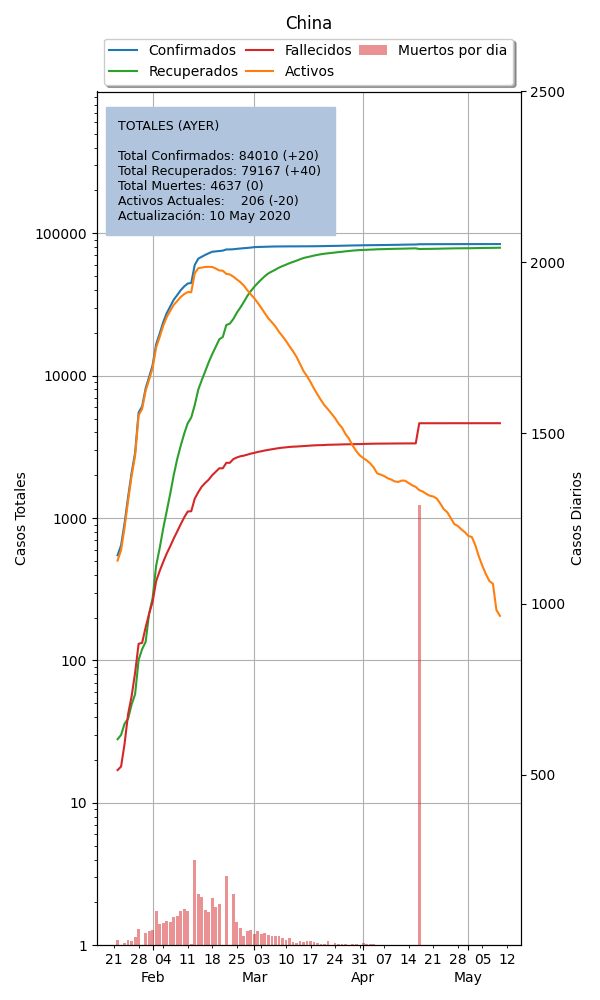 China
Confirmados Fallecidos Muertos por dia
Recuperados Activos
TOTALES (AYER)
Total Confirmados: 84010 (+20)
Total Recuperados: 79167 (+40)
Total Muertes: 4637 (0)
Activos Actuales: 206 (-20)
Actualización: 10 May 2020
Casos Totales
100000
10000
1000
100
10
1
2500
2000
1500
1000
500
Casos Diarios
21 28 04 11 18 25 03 10 17 24 31 07 14 21 28 05 12
Feb Mar Apr May